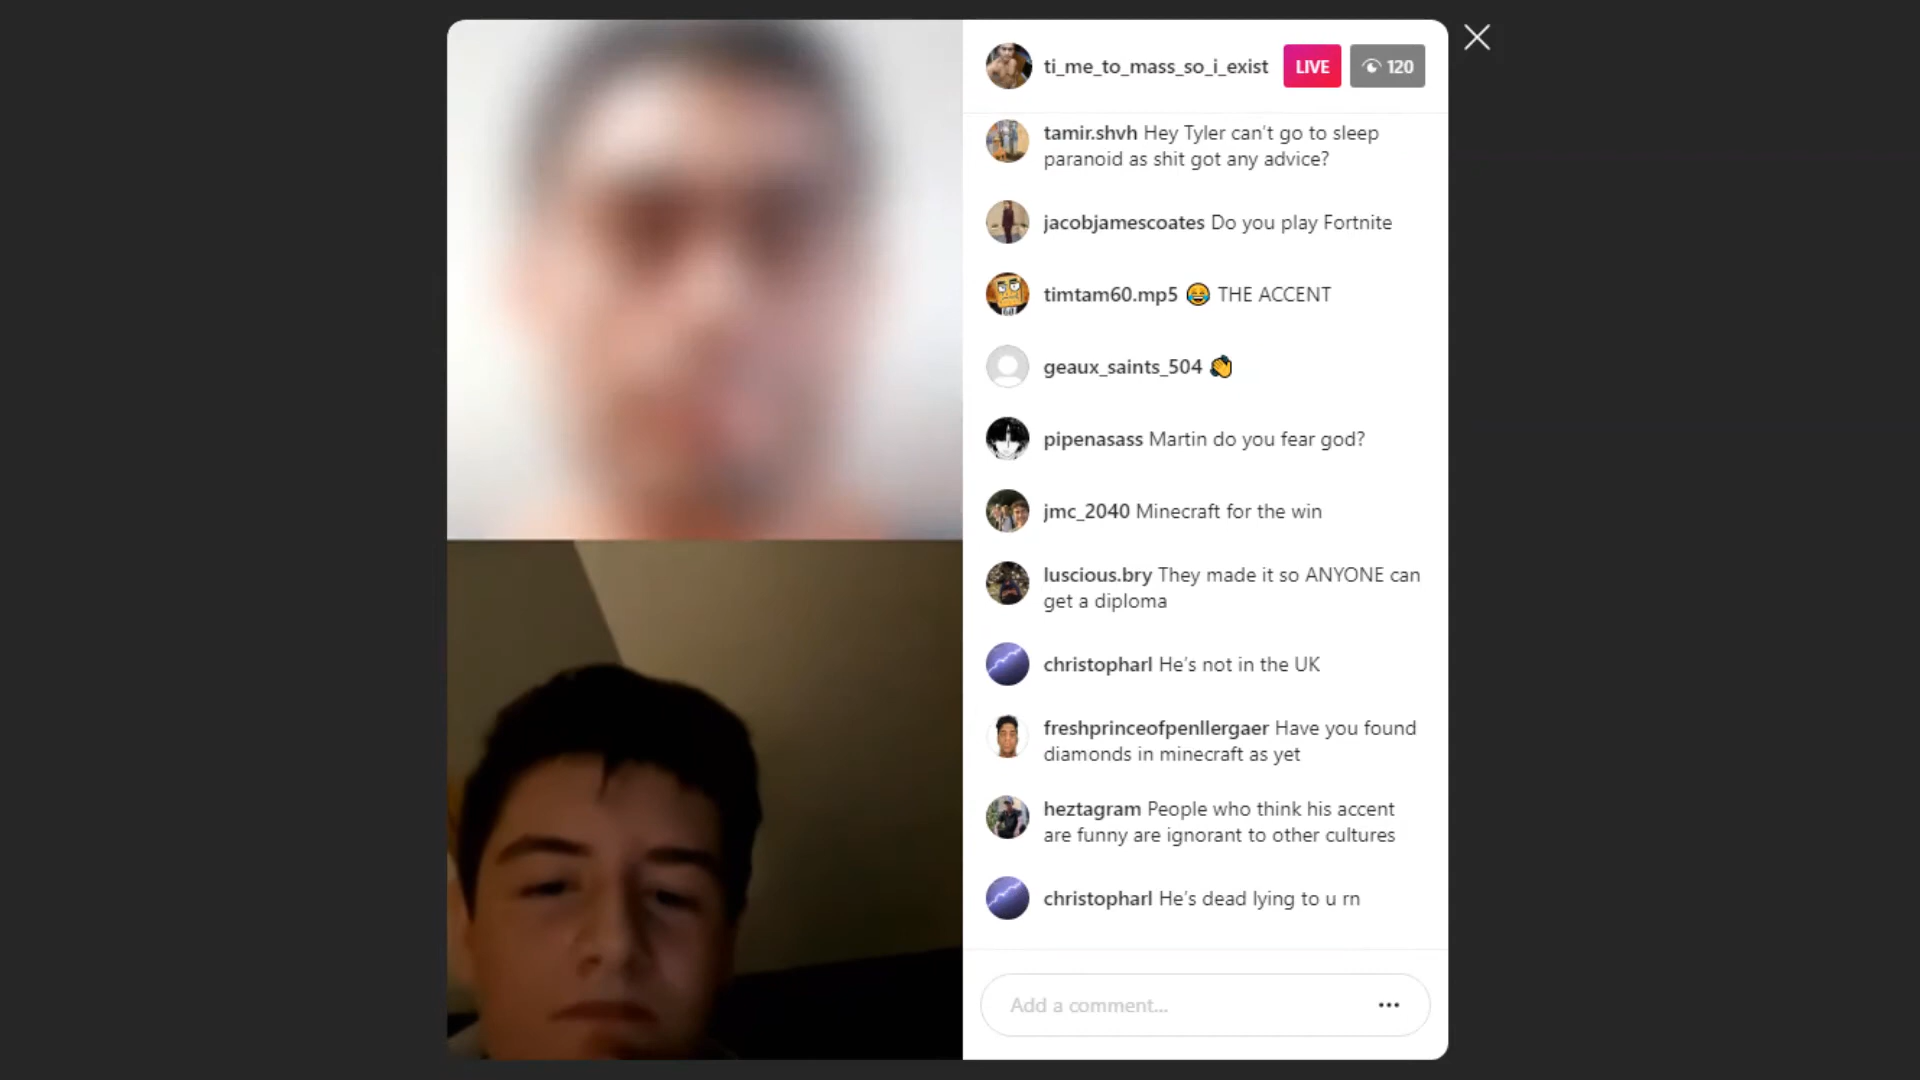 ti_me_to_mass_so_i_exist LIVE 120
tamir.shvh Hey Tyler can't go to sleep
paranoid as shit got any advice?
jacobjamescoates Do you play Fortnite
timtam60.mp5 😂 THE ACCENT
geaux_saints_504 👏
pipenasass Martin do you fear god?
jmc_2040 Minecraft for the win
luscious.bry They made it so ANYONE can
get a diploma
christopharl He's not in the UK
freshprinceofpenllergaer Have you found
diamonds in minecraft as yet
heztagram People who think his accent
are funny are ignorant to other cultures
christopharl He's dead lying to u rn
Add a comment...